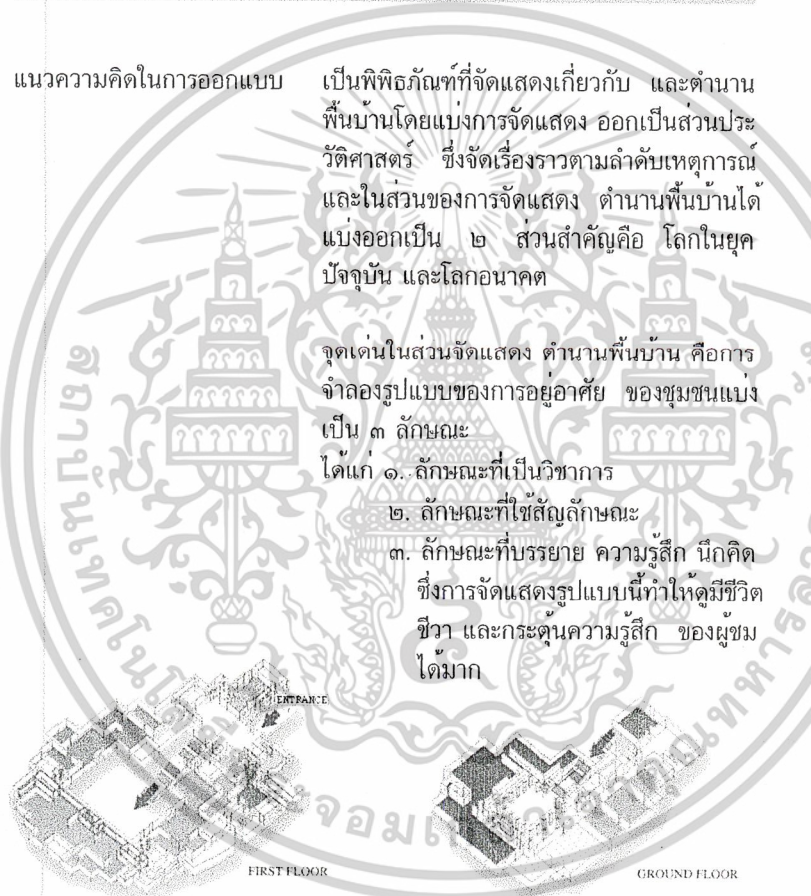 แนวความคิดในการออกแบบ เป็นพิพิธภัณฑ์ที่จัดแสดงเกี่ยวกับ และตำนาน
พื้นบ้านโดยแบ่งการจัดแสดง ออกเป็นส่วนประ
วัติศาสตร์ ซึ่งจัดเรื่องราวตามลำดับเหตุการณ์
และในส่วนของการจัดแสดง ตำนานพื้นบ้านได้
แบ่งออกเป็น ๒ ส่วนสำคัญคือ โลกในยุค
ปัจจุบัน และโลกอนาคต
จุดเด่นในส่วนจัดแสดง ตำนานพื้นบ้าน คือการ
จำลองรูปแบบของการอยู่อาศัย ของชุมชนแบ่ง
เป็น ๓ ลักษณะ
ได้แก่ ๑. ลักษณะที่เป็นวิชาการ
๒. ลักษณะที่ใช้สัญลักษณะ
๓. ลักษณะที่บรรยาย ความรู้สึก นึกคิด
ซึ่งการจัดแสดงรูปแบบนี้ทำให้ดูมีชีวิต
ชีวา และกระตุ้นความรู้สึก ของผู้ชม
ได้มาก
ENTRANCE
FIRST FLOOR
GROUND FLOOR